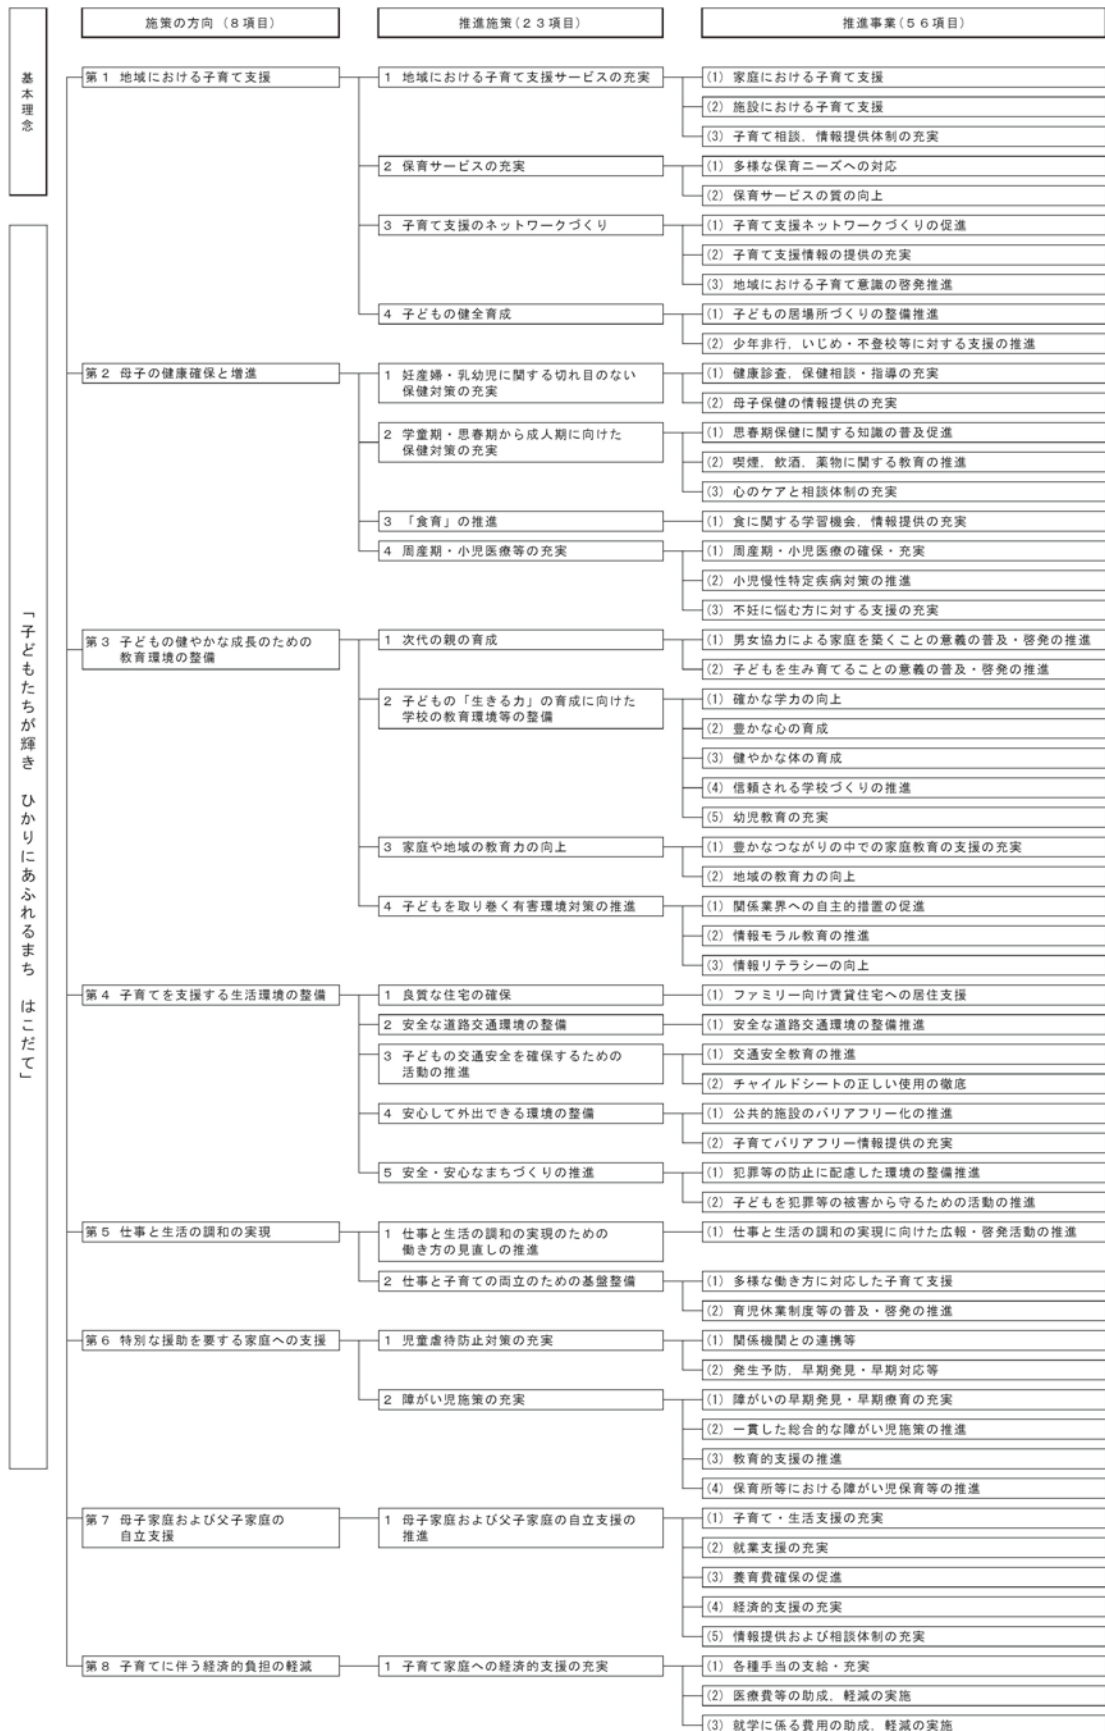 施策の方向（8項目）
推進施策(23項目)
推進事業(56項目)
基本理念
「子どもたちが輝き　ひかりにあふれるまち　はこだて」
第1 地域における子育て支援
1 地域における子育て支援サービスの充実
(1) 家庭における子育て支援
(2) 施設における子育て支援
(3) 子育て相談，情報提供体制の充実
2 保育サービスの充実
(1) 多様な保育ニーズへの対応
(2) 保育サービスの質の向上
3 子育て支援のネットワークづくり
(1) 子育て支援ネットワークづくりの促進
(2) 子育て支援情報の提供の充実
(3) 地域における子育て意識の啓発推進
4 子どもの健全育成
(1) 子どもの居場所づくりの整備推進
(2) 少年非行，いじめ・不登校等に対する支援の推進
第2 母子の健康確保と増進
1 妊産婦・乳幼児に関する切れ目のない
保健対策の充実
(1) 健康診査，保健相談・指導の充実
(2) 母子保健の情報提供の充実
2 学童期・思春期から成人期に向けた
保健対策の充実
(1) 思春期保健に関する知識の普及促進
(2) 喫煙，飲酒，薬物に関する教育の推進
(3) 心のケアと相談体制の充実
3 「食育」の推進
(1) 食に関する学習機会，情報提供の充実
4 周産期・小児医療等の充実
(1) 周産期・小児医療の確保・充実
(2) 小児慢性特定疾病対策の推進
(3) 不妊に悩む方に対する支援の充実
第3 子どもの健やかな成長のための
教育環境の整備
1 次代の親の育成
(1) 男女協力による家庭を築くことの意義の普及・啓発の推進
(2) 子どもを生み育てることの意義の普及・啓発の推進
2 子どもの「生きる力」の育成に向けた
学校の教育環境等の整備
(1) 確かな学力の向上
(2) 豊かな心の育成
(3) 健やかな体の育成
(4) 信頼される学校づくりの推進
(5) 幼児教育の充実
3 家庭や地域の教育力の向上
(1) 豊かなつながりの中での家庭教育の支援の充実
(2) 地域の教育力の向上
4 子どもを取り巻く有害環境対策の推進
(1) 関係業界への自主的措置の促進
(2) 情報モラル教育の推進
(3) 情報リテラシーの向上
第4 子育てを支援する生活環境の整備
1 良質な住宅の確保
(1) ファミリー向け賃貸住宅への居住支援
2 安全な道路交通環境の整備
(1) 安全な道路交通環境の整備推進
3 子どもの交通安全を確保するための
活動の推進
(1) 交通安全教育の推進
(2) チャイルドシートの正しい使用の徹底
4 安心して外出できる環境の整備
(1) 公共的施設のバリアフリー化の推進
(2) 子育てバリアフリー情報提供の充実
5 安全・安心なまちづくりの推進
(1) 犯罪等の防止に配慮した環境の整備推進
(2) 子どもを犯罪等の被害から守るための活動の推進
第5 仕事と生活の調和の実現
1 仕事と生活の調和の実現のための
働き方の見直しの推進
(1) 仕事と生活の調和の実現に向けた広報・啓発活動の推進
2 仕事と子育ての両立のための基盤整備
(1) 多様な働き方に対応した子育て支援
(2) 育児休業制度等の普及・啓発の推進
第6 特別な援助を要する家庭への支援
1 児童虐待防止対策の充実
(1) 関係機関との連携等
(2) 発生予防，早期発見・早期対応等
2 障がい児施策の充実
(1) 障がいの早期発見・早期療育の充実
(2) 一貫した総合的な障がい児施策の推進
(3) 教育的支援の推進
(4) 保育所等における障がい児保育等の推進
第7 母子家庭および父子家庭の
自立支援
1 母子家庭および父子家庭の自立支援の
推進
(1) 子育て・生活支援の充実
(2) 就業支援の充実
(3) 養育費確保の促進
(4) 経済的支援の充実
(5) 情報提供および相談体制の充実
第8 子育てに伴う経済的負担の軽減
1 子育て家庭への経済的支援の充実
(1) 各種手当の支給・充実
(2) 医療費等の助成，軽減の実施
(3) 就学に係る費用の助成，軽減の実施